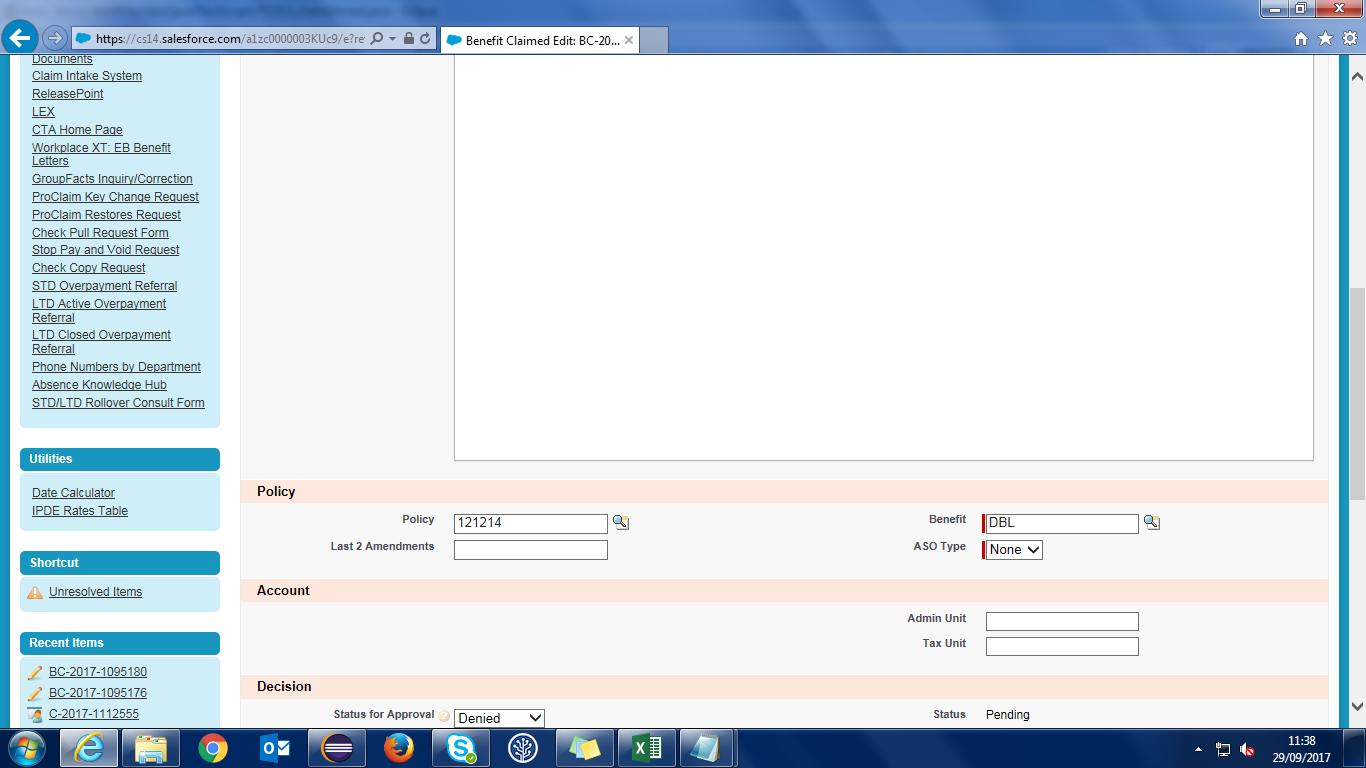 https://cs14.salesforce.com/a1zc0000003KUc9/e?re
Benefit Claimed Edit: BC-20...
Documents
Claim Intake System
ReleasePoint
LEX
CTA Home Page
Workplace XT: EB Benefit
Letters
GroupFacts Inquiry/Correction
ProClaim Key Change Request
ProClaim Restores Request
Check Pull Request Form
Stop Pay and Void Request
Check Copy Request
STD Overpayment Referral
LTD Active Overpayment
Referral
LTD Closed Overpayment
Referral
Phone Numbers by Department
Absence Knowledge Hub
STD/LTD Rollover Consult Form
Utilities
Date Calculator
IPDE Rates Table
Shortcut
Unresolved Items
Recent Items
BC-2017-1095180
BC-2017-1095176
C-2017-1112555
Policy
Policy 121214 Benefit DBL
Last 2 Amendments ASO Type None
Account
Admin Unit
Tax Unit
Decision
Status for Approval Denied Status Pending
11:38
29/09/2017